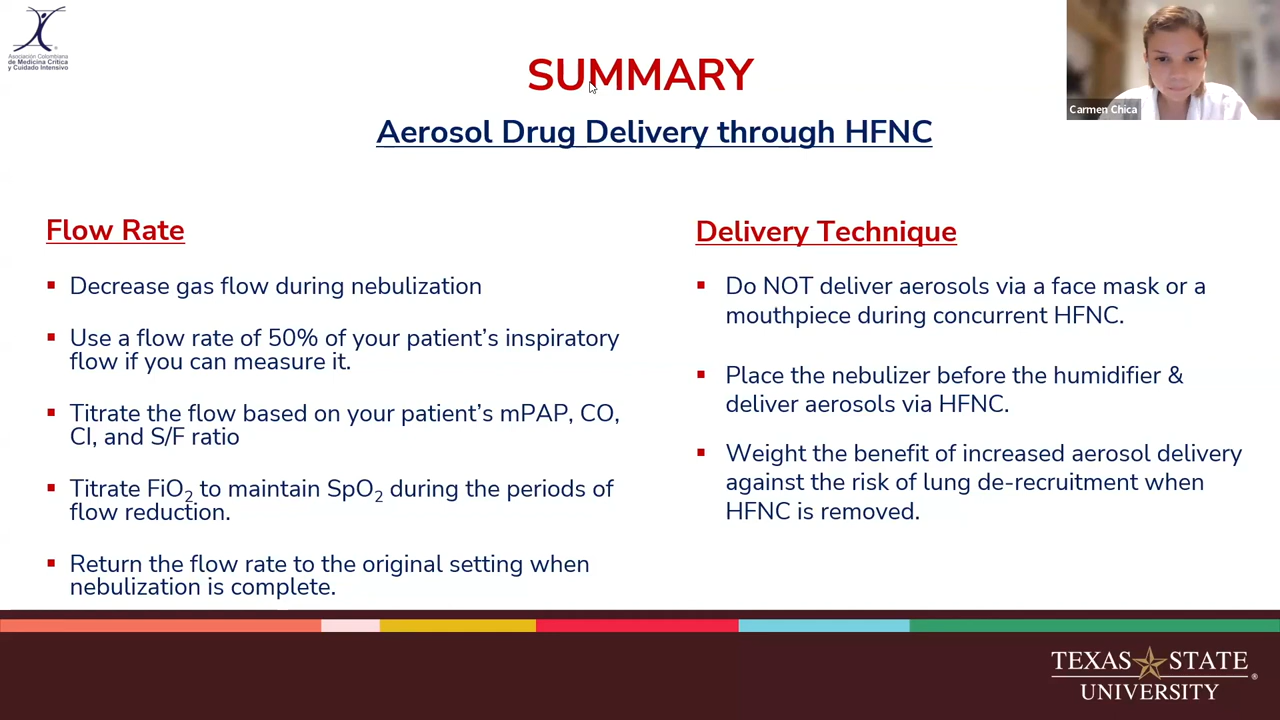 Asociación Colombiana
de Medicina Crítica
y Cuidado Intensivo
SUMMARY
Carmen Chica
Aerosol Drug Delivery through HFNC
Flow Rate
▪ Decrease gas flow during nebulization
▪ Use a flow rate of 50% of your patient’s inspiratory
flow if you can measure it.
▪ Titrate the flow based on your patient’s mPAP, CO,
CI, and S/F ratio
▪ Titrate FiO₂ to maintain SpO₂ during the periods of
flow reduction.
▪ Return the flow rate to the original setting when
nebulization is complete.
Delivery Technique
▪ Do NOT deliver aerosols via a face mask or a
mouthpiece during concurrent HFNC.
▪ Place the nebulizer before the humidifier &
deliver aerosols via HFNC.
▪ Weight the benefit of increased aerosol delivery
against the risk of lung de-recruitment when
HFNC is removed.
TEXAS STATE
UNIVERSITY®